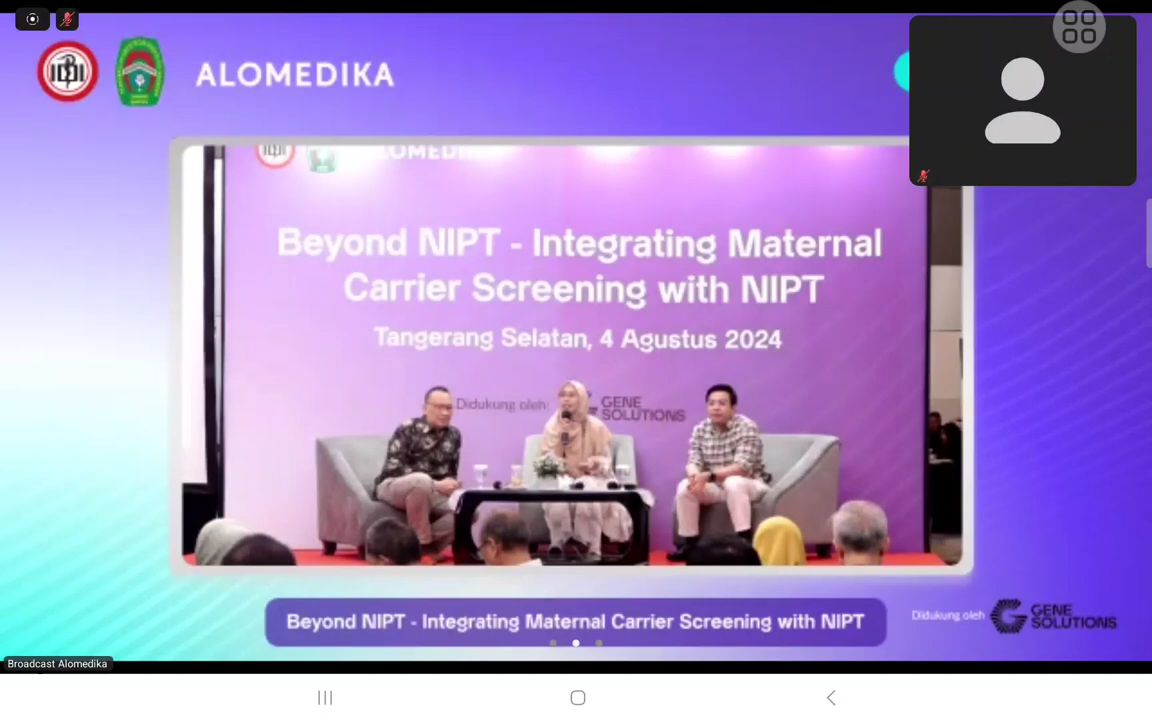 IDI
ALOMEDIKA
Beyond NIPT - Integrating Maternal
Carrier Screening with NIPT
Tangerang Selatan, 4 Agustus 2024
Didukung oleh:
GENE
SOLUTIONS
Beyond NIPT - Integrating Maternal Carrier Screening with NIPT
Didukung oleh
GENE
SOLUTIONS
Broadcast Alomedika